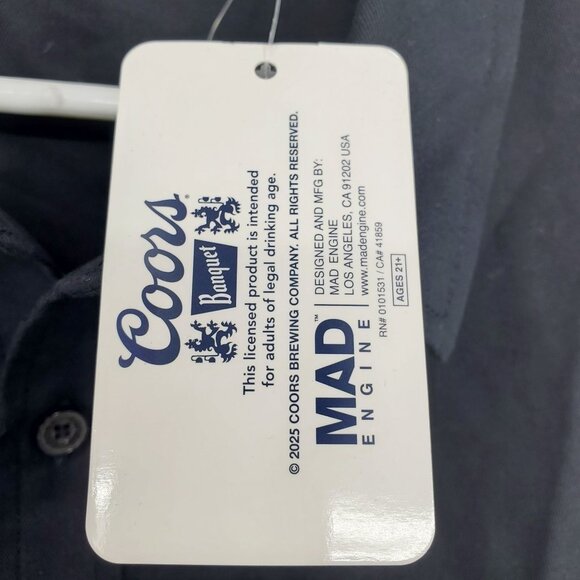 Coors®
Banquet
This licensed product is intended
for adults of legal drinking age.
© 2025 COORS BREWING COMPANY. ALL RIGHTS RESERVED.
MAD™
ENGINE
DESIGNED AND MFG BY:
MAD ENGINE
LOS ANGELES, CA 91202 USA
www.madengine.com
RN# 0101531 / CA# 41859
AGES 21+